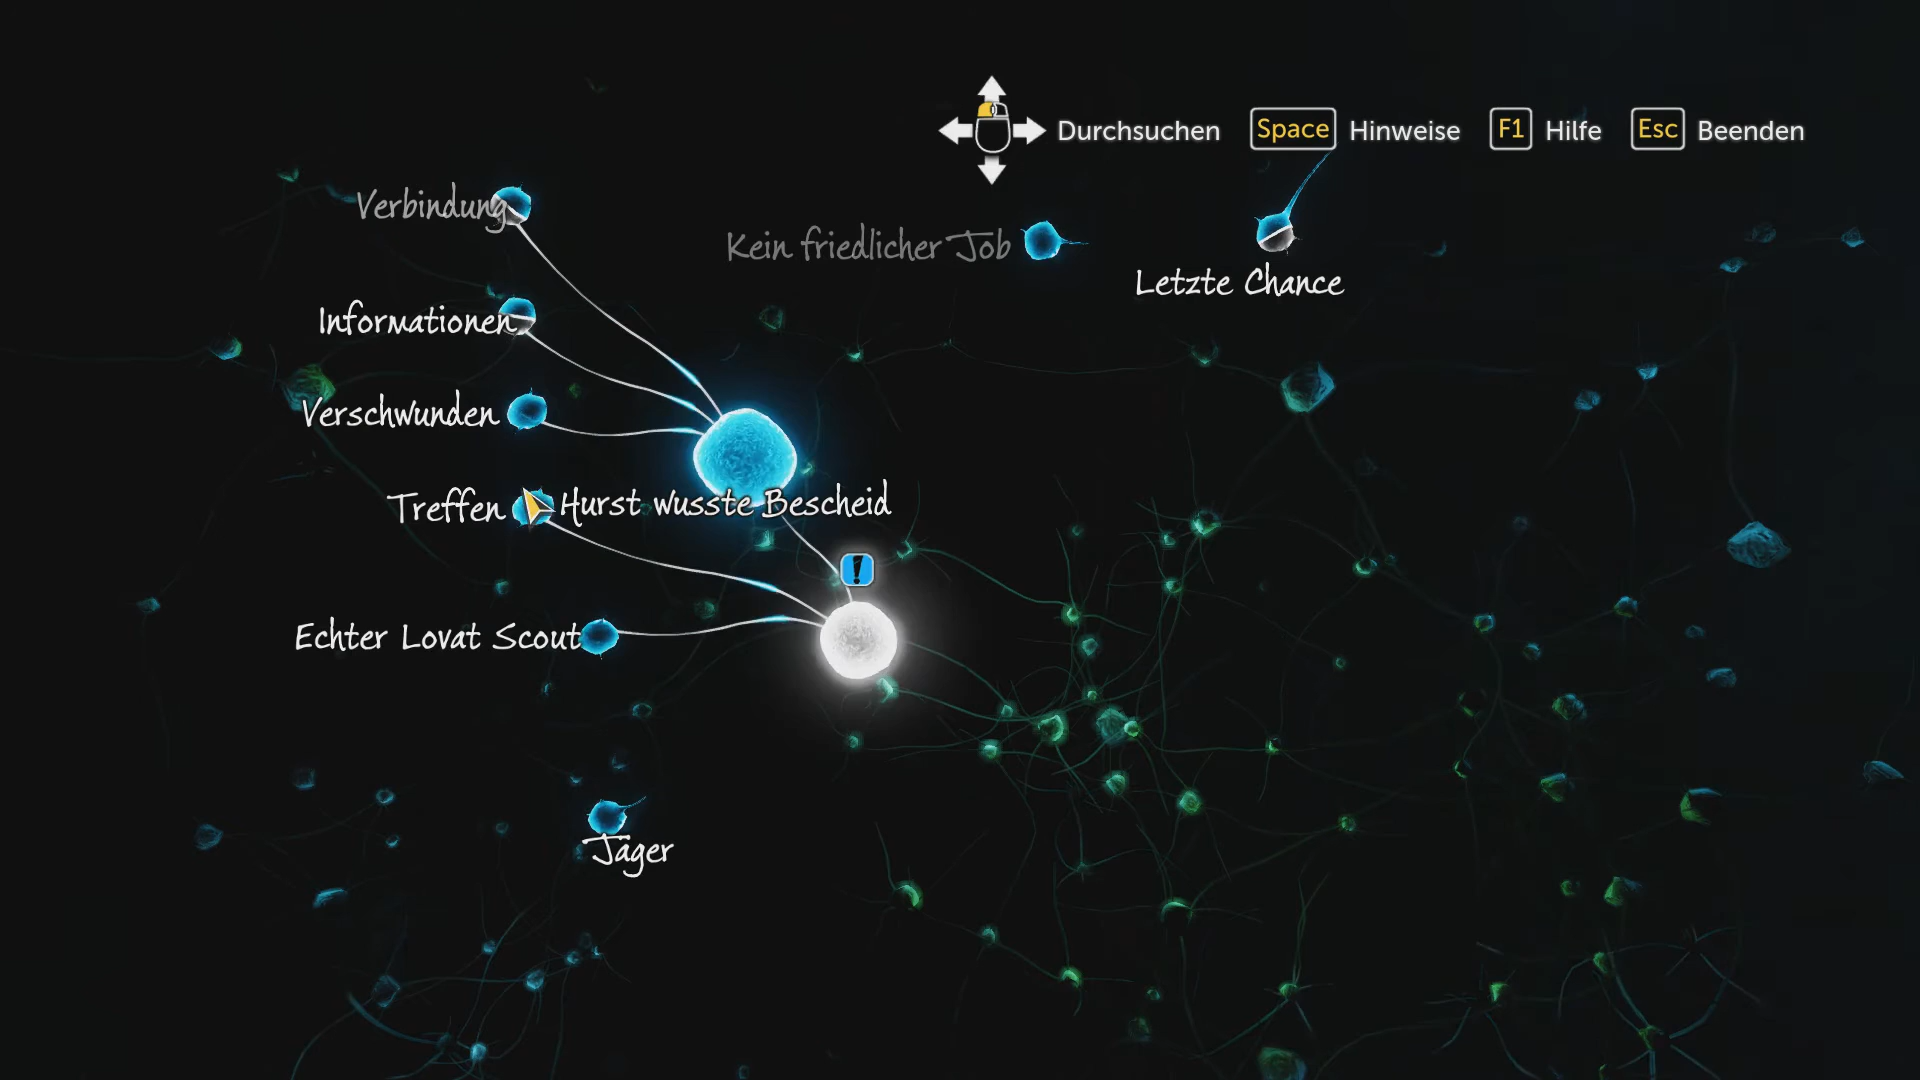 Durchsuchen
Space Hinweise
F1 Hilfe
Esc Beenden
Verbindung
Kein friedlicher Job
Letzte Chance
Informationen
Verschwunden
Treffen
Hurst wusste Bescheid
!
Echter Lovat Scout
Jäger